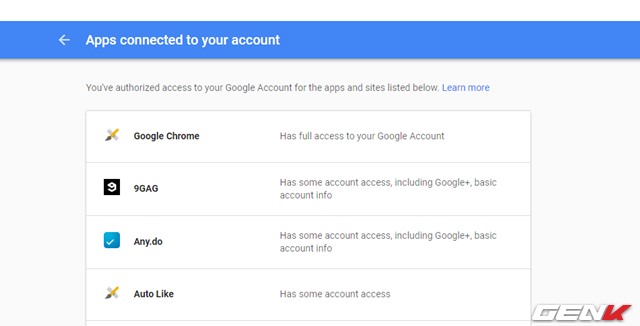 Apps connected to your account
You've authorized access to your Google Account for the apps and sites listed below. Learn more
Google Chrome Has full access to your Google Account
9GAG Has some account access, including Google+, basic
account info
Any.do Has some account access, including Google+, basic
account info
Auto Like Has some account access
GENK